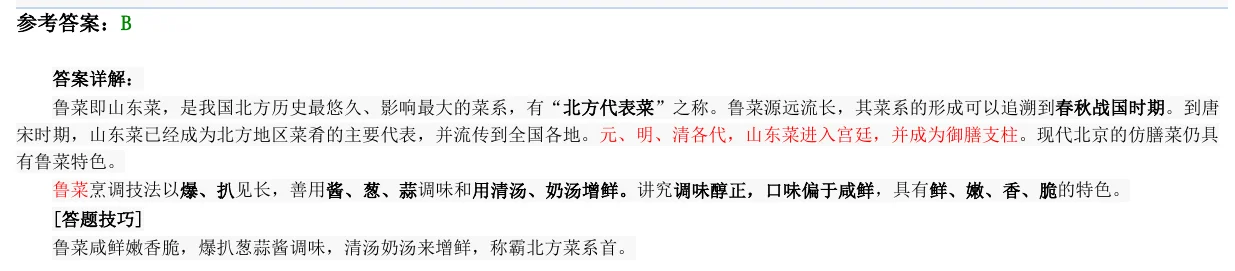 参考答案：B
答案详解：
鲁菜即山东菜，是我国北方历史最悠久、影响最大的菜系，有“北方代表菜”之称。鲁菜源远流长，其菜系的形成可以追溯到春秋战国时期。到唐
宋时期，山东菜已经成为北方地区菜肴的主要代表，并流传到全国各地。元、明、清各代，山东菜进入宫廷，并成为御膳支柱。现代北京的仿膳菜仍具
有鲁菜特色。
鲁菜烹调技法以爆、扒见长，善用酱、葱、蒜调味和用清汤、奶汤增鲜。讲究调味醇正，口味偏于咸鲜，具有鲜、嫩、香、脆的特色。
[答题技巧]
鲁菜咸鲜嫩香脆，爆扒葱蒜酱调味，清汤奶汤来增鲜，称霸北方菜系首。